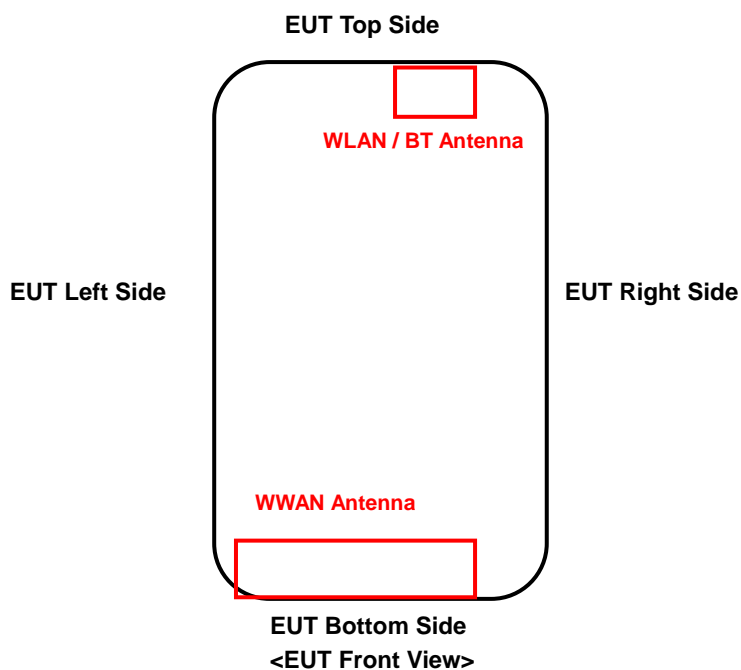 EUT Top Side
WLAN / BT Antenna
EUT Left Side
EUT Right Side
WWAN Antenna
EUT Bottom Side
<EUT Front View>